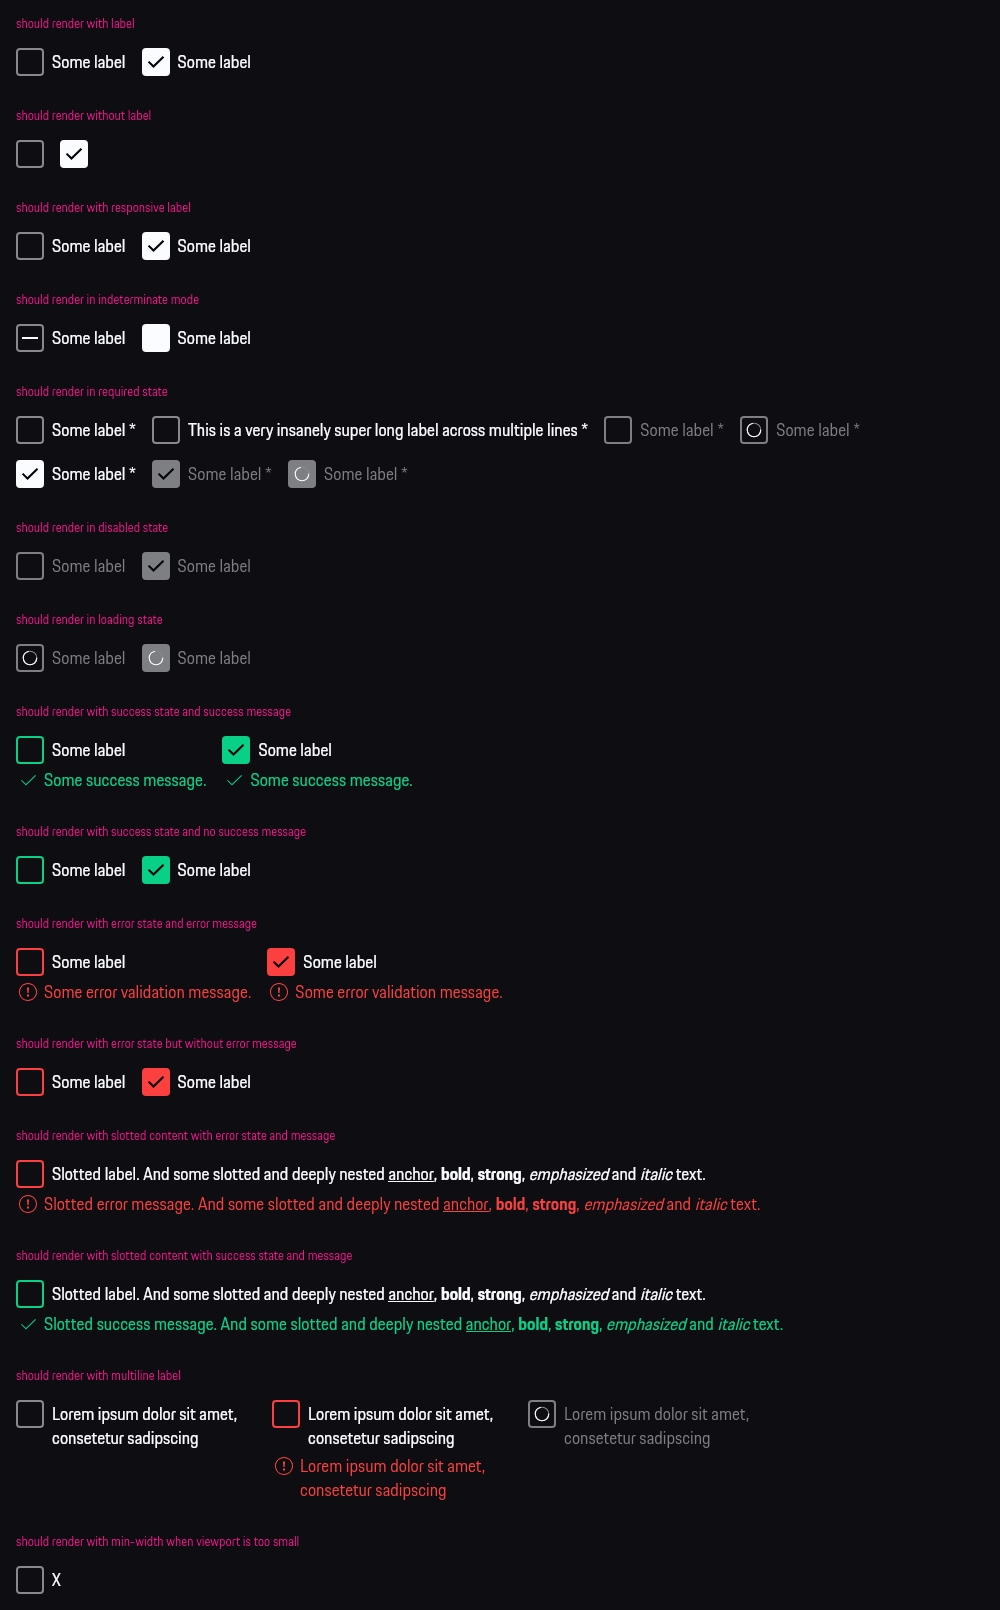 should render with label
Some label Some label
should render without label
should render with responsive label
Some label Some label
should render in indeterminate mode
Some label Some label
should render in required state
Some label * This is a very insanely super long label across multiple lines * Some label * Some label *
Some label * Some label * Some label *
should render in disabled state
Some label Some label
should render in loading state
Some label Some label
should render with success state and success message
Some label Some label
Some success message. Some success message.
should render with success state and no success message
Some label Some label
should render with error state and error message
Some label Some label
Some error validation message. Some error validation message.
should render with error state but without error message
Some label Some label
should render with slotted content with error state and message
Slotted label. And some slotted and deeply nested anchor, bold, strong, emphasized and italic text.
Slotted error message. And some slotted and deeply nested anchor, bold, strong, emphasized and italic text.
should render with slotted content with success state and message
Slotted label. And some slotted and deeply nested anchor, bold, strong, emphasized and italic text.
Slotted success message. And some slotted and deeply nested anchor, bold, strong, emphasized and italic text.
should render with multiline label
Lorem ipsum dolor sit amet, Lorem ipsum dolor sit amet, Lorem ipsum dolor sit amet,
consetetur sadipscing consetetur sadipscing consetetur sadipscing
Lorem ipsum dolor sit amet,
consetetur sadipscing
should render with min-width when viewport is too small
X